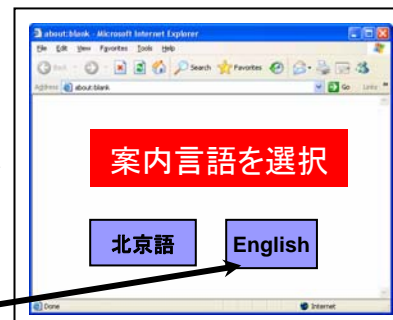 about:blank - Microsoft Internet Explorer
File Edit View Favorites Tools Help
Back Search Favorites
Address about:blank Go Links
案内言語を選択
北京語 English
Done Internet